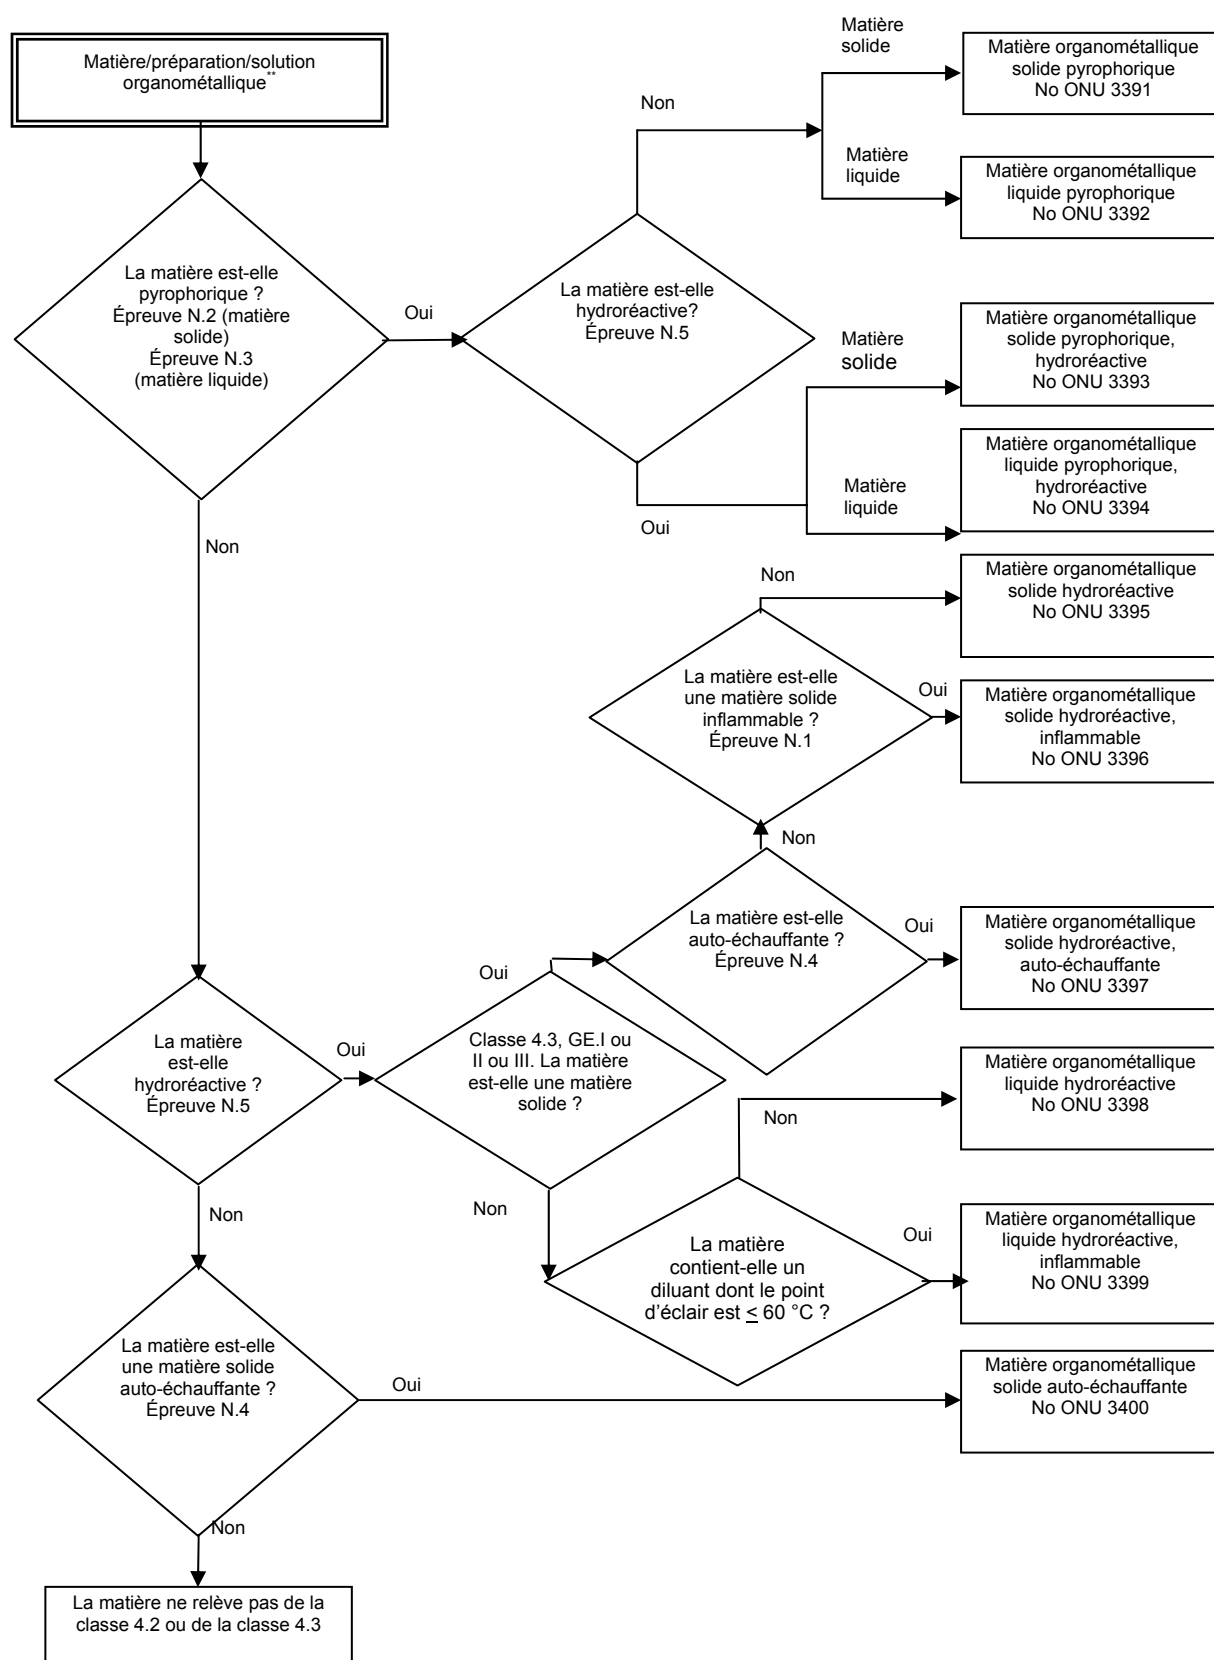 Matière/préparation/solution
organométallique**
Matière
solide
Matière organométallique
solide pyrophorique
No ONU 3391
Non
Matière
liquide
Matière organométallique
liquide pyrophorique
No ONU 3392
La matière est-elle
pyrophorique ?
Épreuve N.2 (matière
solide)
Épreuve N.3
(matière liquide)
Oui
La matière est-elle
hydroréactive?
Épreuve N.5
Matière
solide
Matière organométallique
solide pyrophorique,
hydroréactive
No ONU 3393
Matière
liquide
Oui
Matière organométallique
liquide pyrophorique,
hydroréactive
No ONU 3394
Non
Non
Matière organométallique
solide hydroréactive
No ONU 3395
La matière est-elle
une matière solide
inflammable ?
Épreuve N.1
Oui
Matière organométallique
solide hydroréactive,
inflammable
No ONU 3396
Non
La matière est-elle
auto-échauffante ?
Épreuve N.4
Oui
Matière organométallique
solide hydroréactive,
auto-échauffante
No ONU 3397
La matière
est-elle
hydroréactive ?
Épreuve N.5
Oui
Oui
Classe 4.3, GE.I ou
II ou III. La matière
est-elle une matière
solide ?
Matière organométallique
liquide hydroréactive
No ONU 3398
Non
Non
Non
La matière
contient-elle un
diluant dont le point
d’éclair est ≤ 60 °C ?
Oui
Matière organométallique
liquide hydroréactive,
inflammable
No ONU 3399
La matière est-elle
une matière solide
auto-échauffante ?
Épreuve N.4
Oui
Matière organométallique
solide auto-échauffante
No ONU 3400
Non
La matière ne relève pas de la
classe 4.2 ou de la classe 4.3